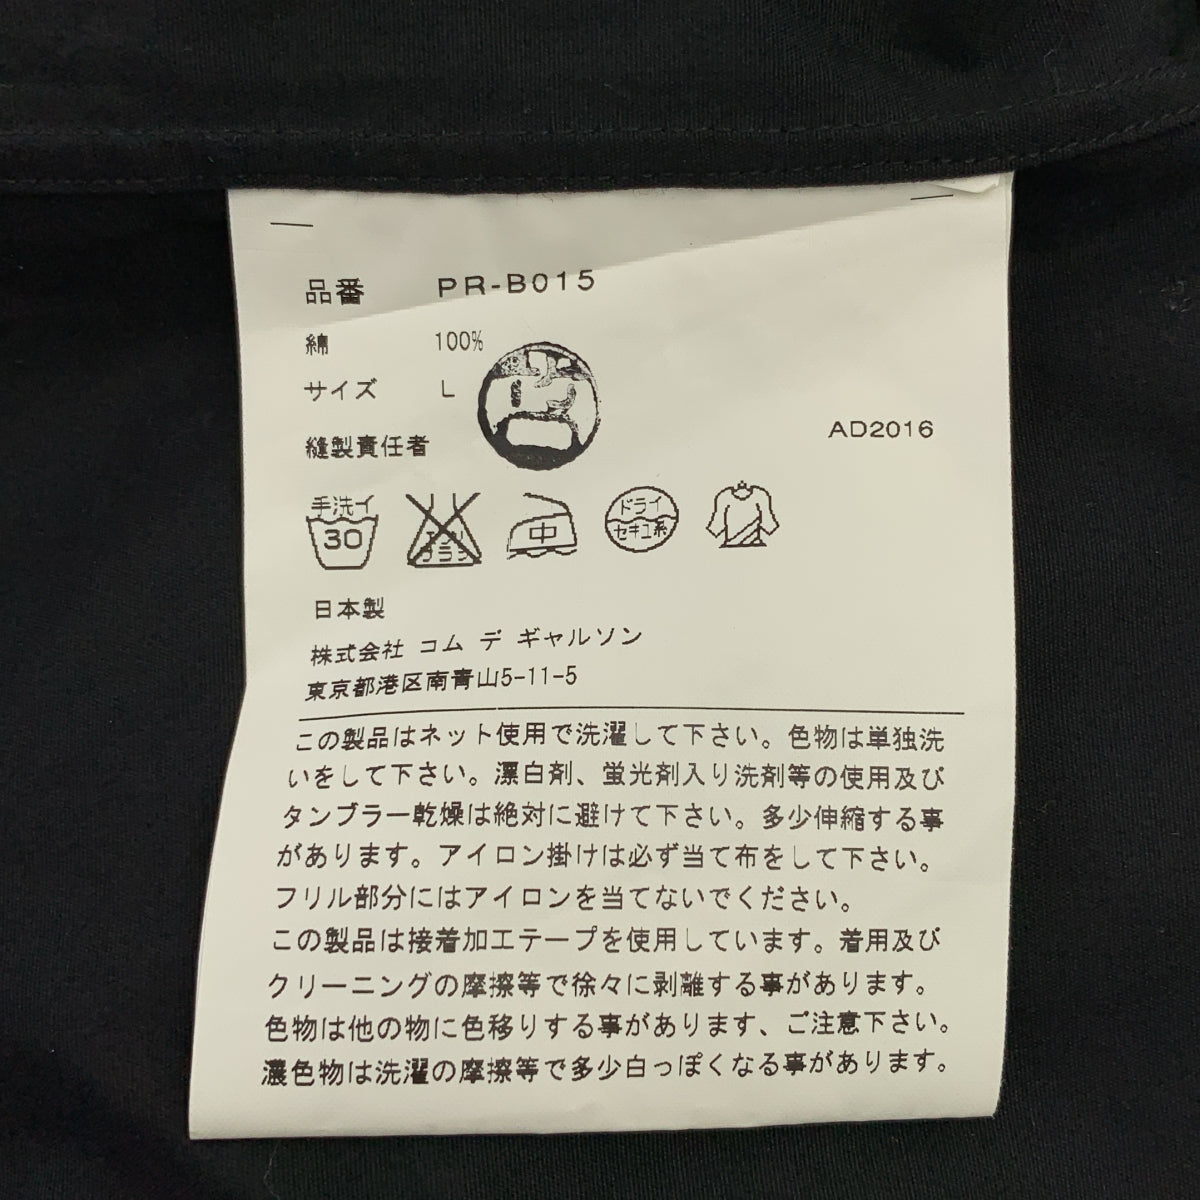 品番 PR-B015
綿 100%
サイズ L
縫製責任者
AD2016
手洗イ
30
中
ドライ
セキユ系
日本製
株式会社 コム デ ギャルソン
東京都港区南青山5-11-5
この製品はネット使用で洗濯して下さい。色物は単独洗
いをして下さい。漂白剤、蛍光剤入り洗剤等の使用及び
タンブラー乾燥は絶対に避けて下さい。多少伸縮する事
があります。アイロン掛けは必ず当て布をして下さい。
フリル部分にはアイロンを当てないでください。
この製品は接着加工テープを使用しています。着用及び
クリーニングの摩擦等で徐々に剥離する事があります。
色物は他の物に色移りする事があります、ご注意下さい。
濃色物は洗濯の摩擦等で多少白っぽくなる事があります。